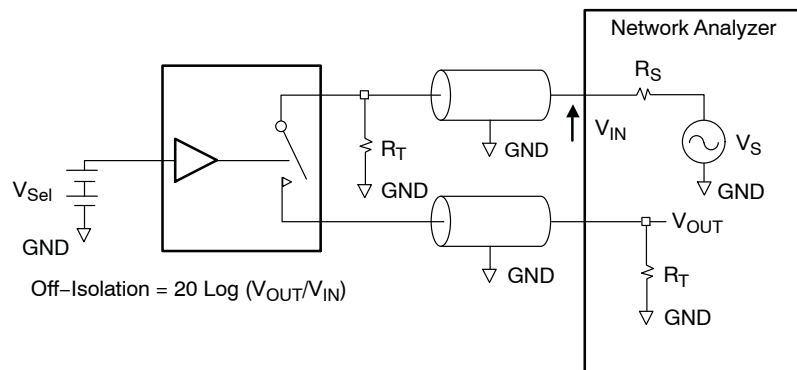 Network Analyzer
R_S
V_IN
V_S
GND
R_T
GND
GND
V_Sel
GND
V_OUT
GND
R_T
GND
Off–Isolation = 20 Log (V_OUT/V_IN)